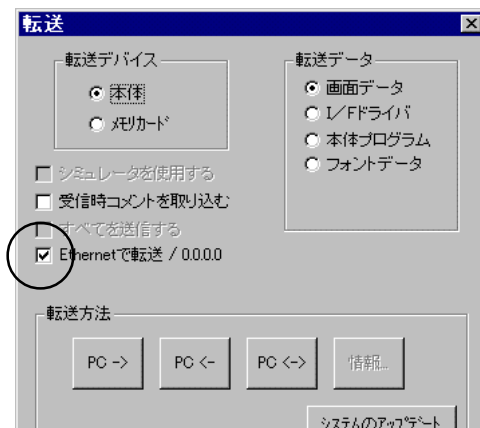 転送
転送デバイス
本体
メモリカード
転送データ
画面データ
I/Fドライバ
本体プログラム
フォントデータ
シミュレータを使用する
受信時コメントを取り込む
すべてを送信する
Ethernetで転送 / 0.0.0.0
転送方法
PC ->
PC <-
PC <->
情報...
システムのアップデート